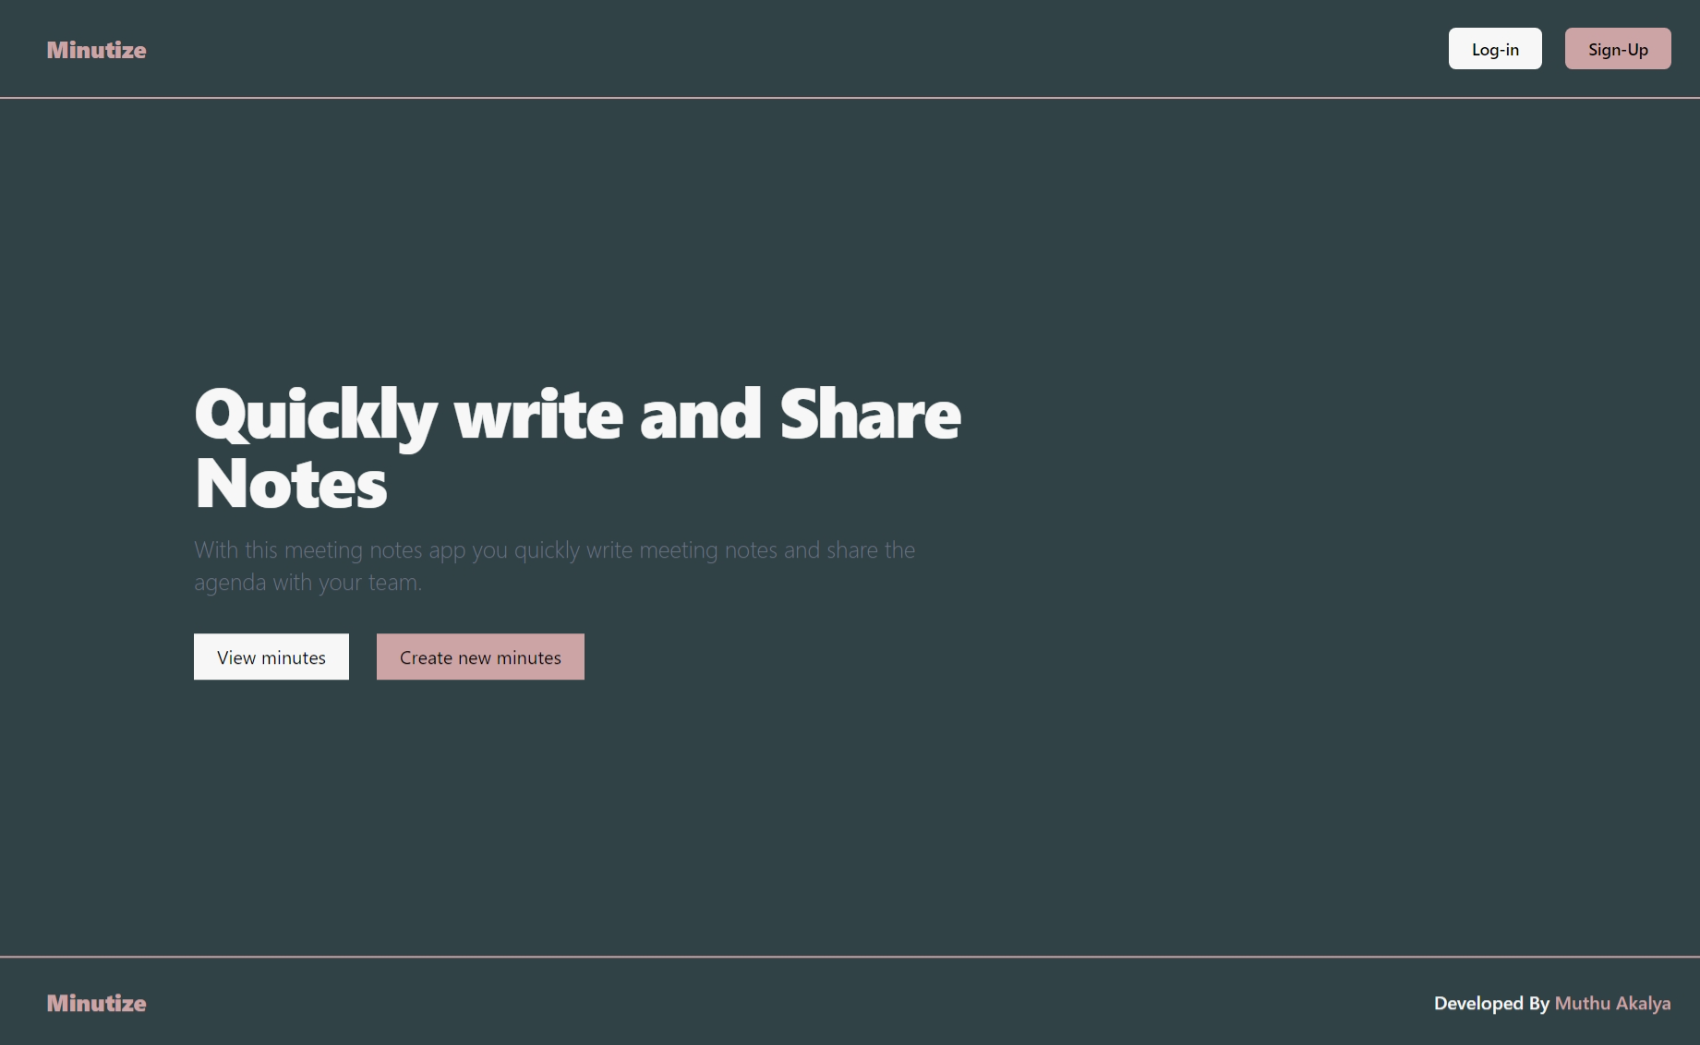 Minutize
Log-in
Sign-Up
Quickly write and Share
Notes
With this meeting notes app you quickly write meeting notes and share the
agenda with your team.
View minutes
Create new minutes
Minutize
Developed By Muthu Akalya